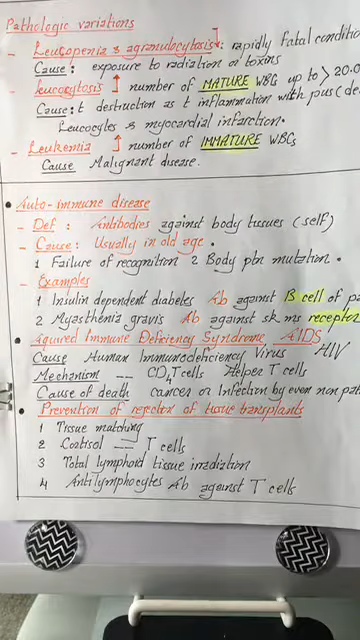 Pathologic variations
- Leucopenia & agranulocytosis: rapidly fatal conditio
Cause: exposure to radiation or toxins
- Leucocytosis ↑ number of MATURE WBCs up to > 20.0
Cause: t destruction as t inflammation with pus (de
Leucocytes & myocardial infarction.
- Leukemia ↑ number of IMMATURE WBCs
Cause Malignant disease.
• Auto-immune disease
- Def: Antibodies against body tissues (self)
- Cause: Usually in old age.
1 Failure of recognition 2 Body ptn mutation.
- Examples
1 Insulin dependent diabetes Ab against B cell of pa
2 Myasthenia gravis Ab against sk ms receptor
• Aquired Immune Deficiency Syndrome AIDS
Cause Human Immunodeficiency Virus HIV
Mechanism — CD4 T cells Helper T cells
Cause of death cancer or Infection by even non pat
• Prevention of rejection of tissue transplants
1 Tissue matching
2 Cortisol — T cells
3 Total lymphoid tissue irradiation
4 Antilymphocytes Ab against T cells